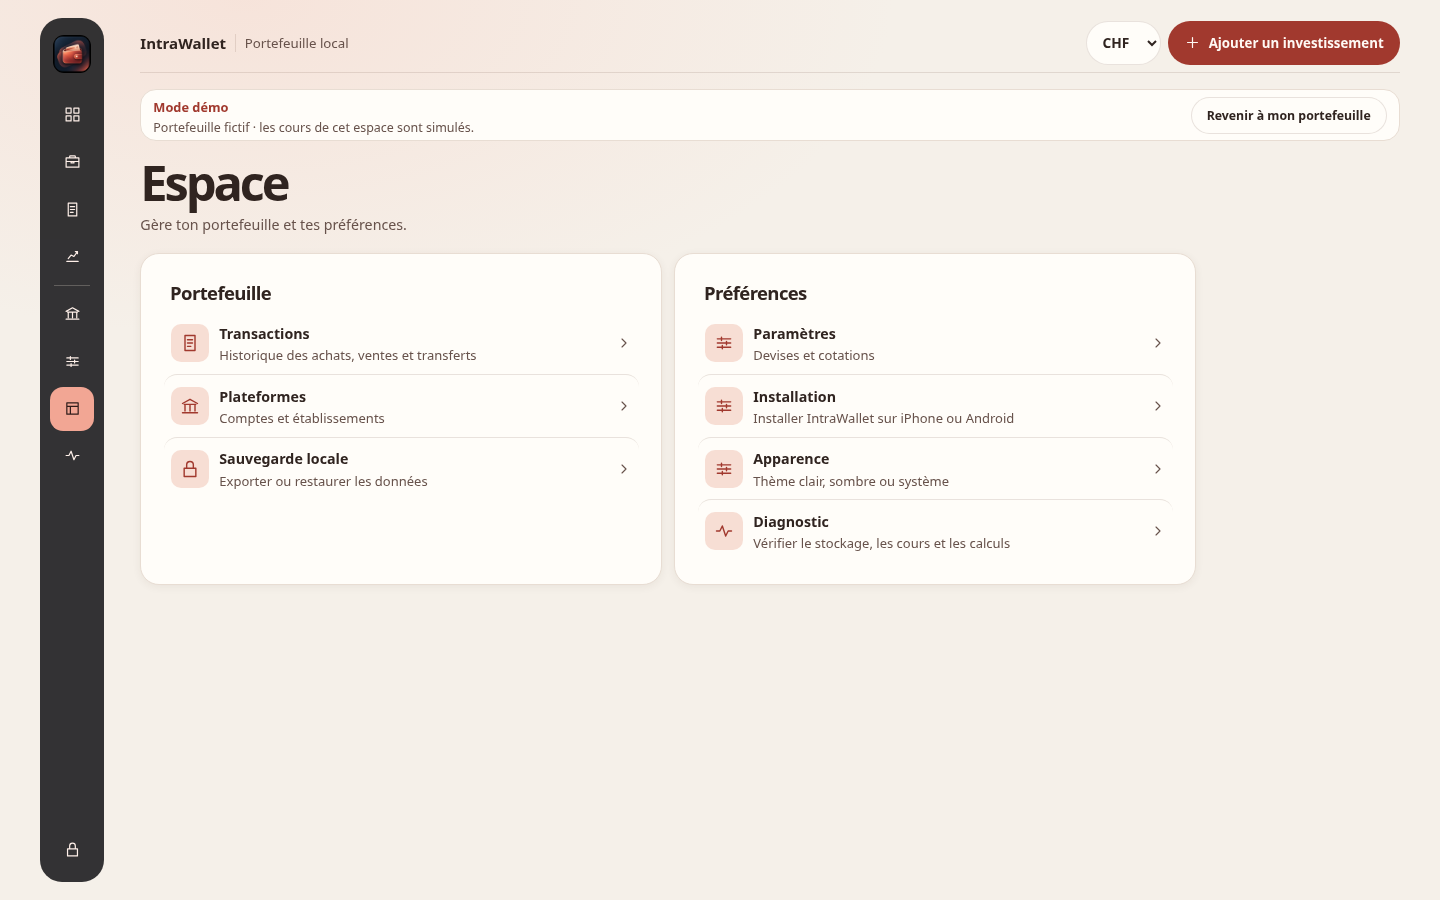 IntraWallet
Portefeuille local
CHF
Ajouter un investissement
Mode démo
Portefeuille fictif · les cours de cet espace sont simulés.
Revenir à mon portefeuille
Espace
Gère ton portefeuille et tes préférences.
Portefeuille
Transactions
Historique des achats, ventes et transferts
Plateformes
Comptes et établissements
Sauvegarde locale
Exporter ou restaurer les données
Préférences
Paramètres
Devises et cotations
Installation
Installer IntraWallet sur iPhone ou Android
Apparence
Thème clair, sombre ou système
Diagnostic
Vérifier le stockage, les cours et les calculs